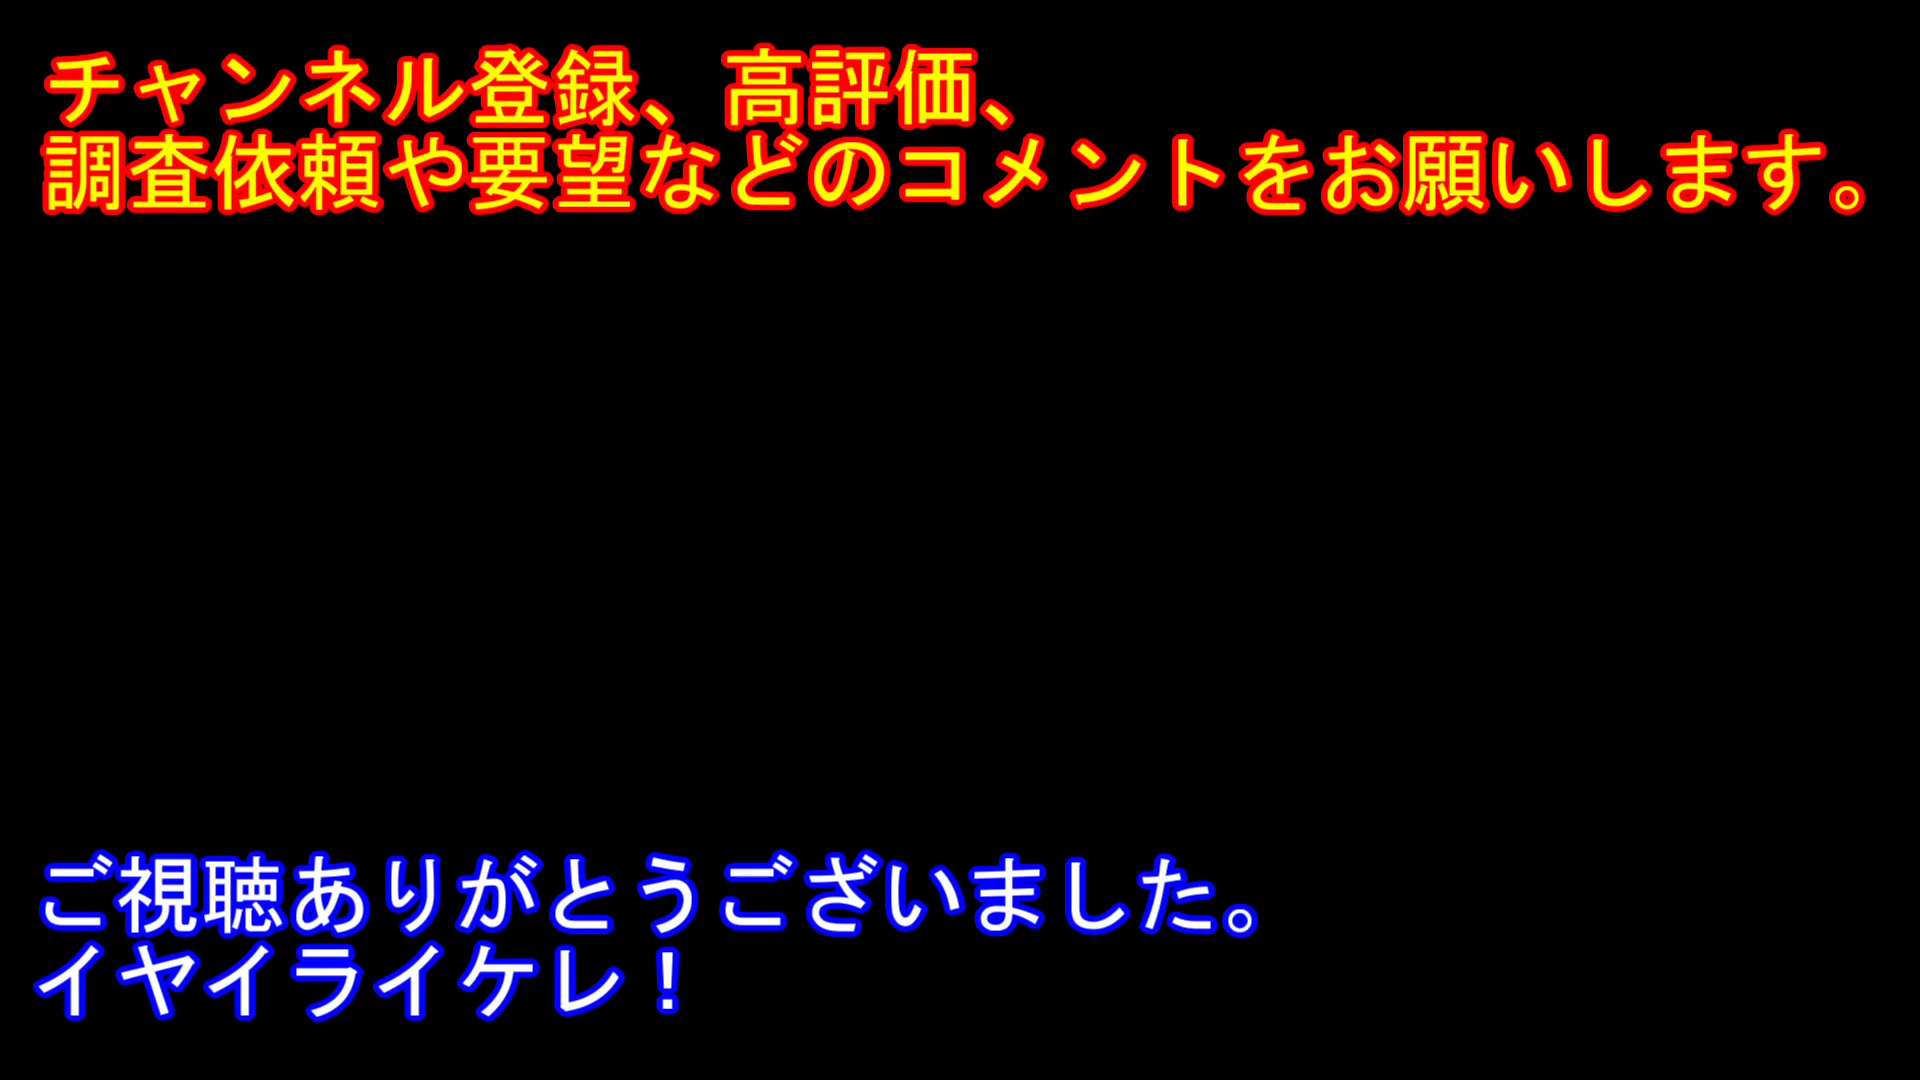 チャンネル登録、高評価、
調査依頼や要望などのコメントをお願いします。
ご視聴ありがとうございました。
イヤイライケレ！